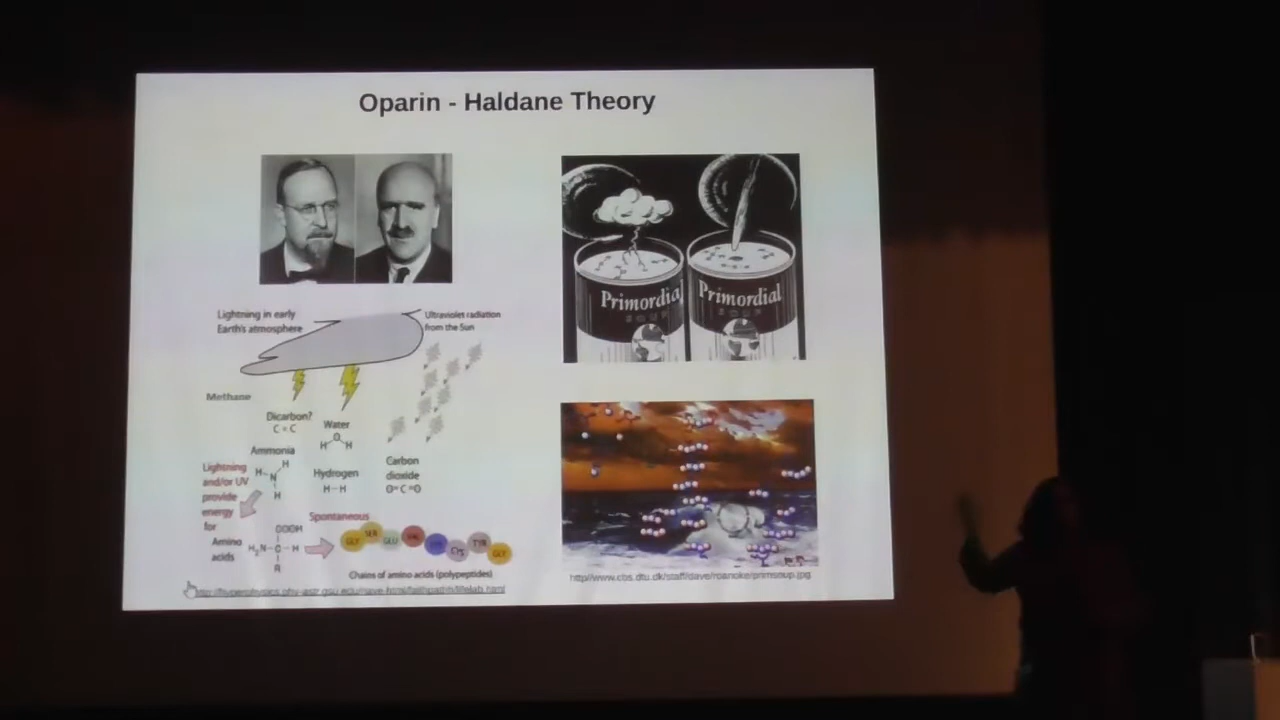 Oparin - Haldane Theory
Lightning in early
Earth's atmosphere
Ultraviolet radiation
from the Sun
Methane
Dicarbon?
C=C
Water
H O H
Ammonia
H-N H
H
Hydrogen
H-H
Carbon
dioxide
O=C=O
Lightning
and/or UV
provide
energy
for
Amino
acids
COOH
H₂N-C-H
R
Spontaneous
GLY SER GLU VAL CYS TYR GLY
Chains of amino acids (polypeptides)
Primordial
SOUP
Primordial
SOUP
http//www.cbs.dtu.dk/staff/dave/roanoke/primsoup.jpg